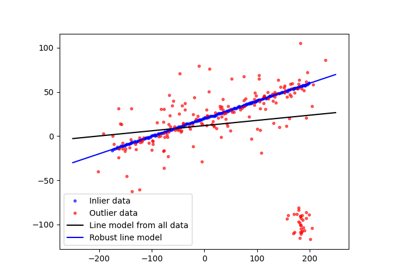 100
50
0
−50
−100
Inlier data
Outlier data
Line model from all data
Robust line model
−200
−100
0
100
200